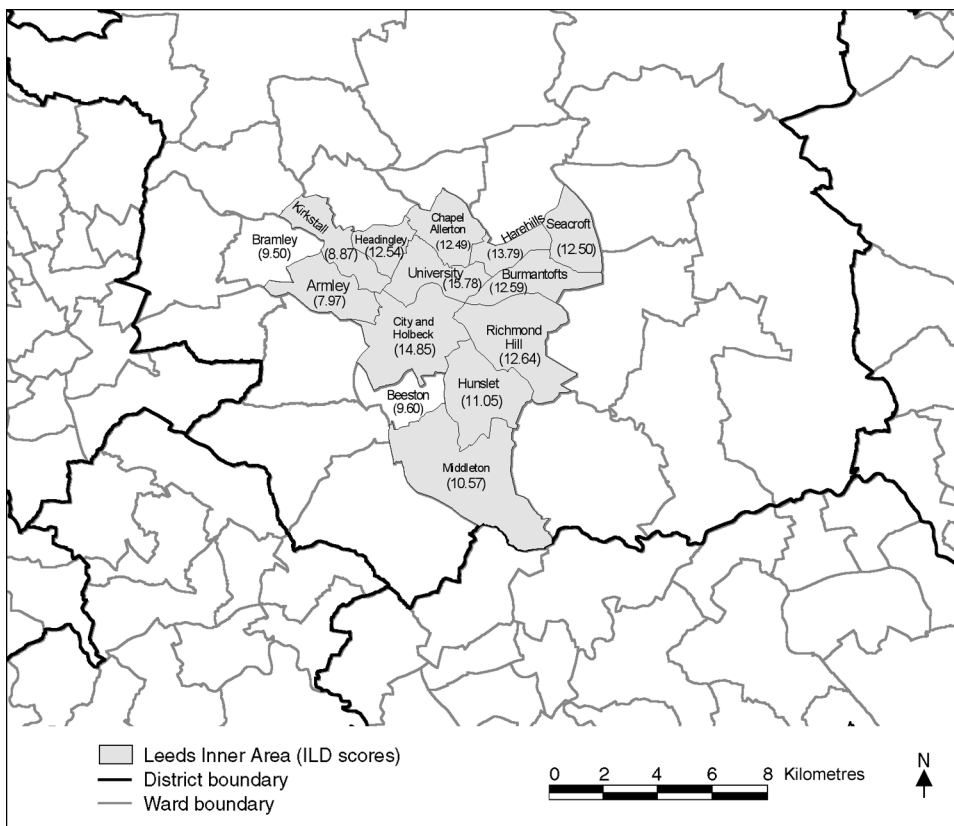 Kirkstall
Bramley
(9.50)
(8.87)
Headingley
(12.54)
Chapel
Allerton
(12.49)
Harehills
(13.79)
Seacroft
(12.50)
Armley
(7.97)
University
(15.78)
Burmantofts
(12.59)
City and
Holbeck
(14.85)
Richmond
Hill
(12.64)
Beeston
(9.60)
Hunslet
(11.05)
Middleton
(10.57)
Leeds Inner Area (ILD scores)
District boundary
Ward boundary
0 2 4 6 8 Kilometres
N